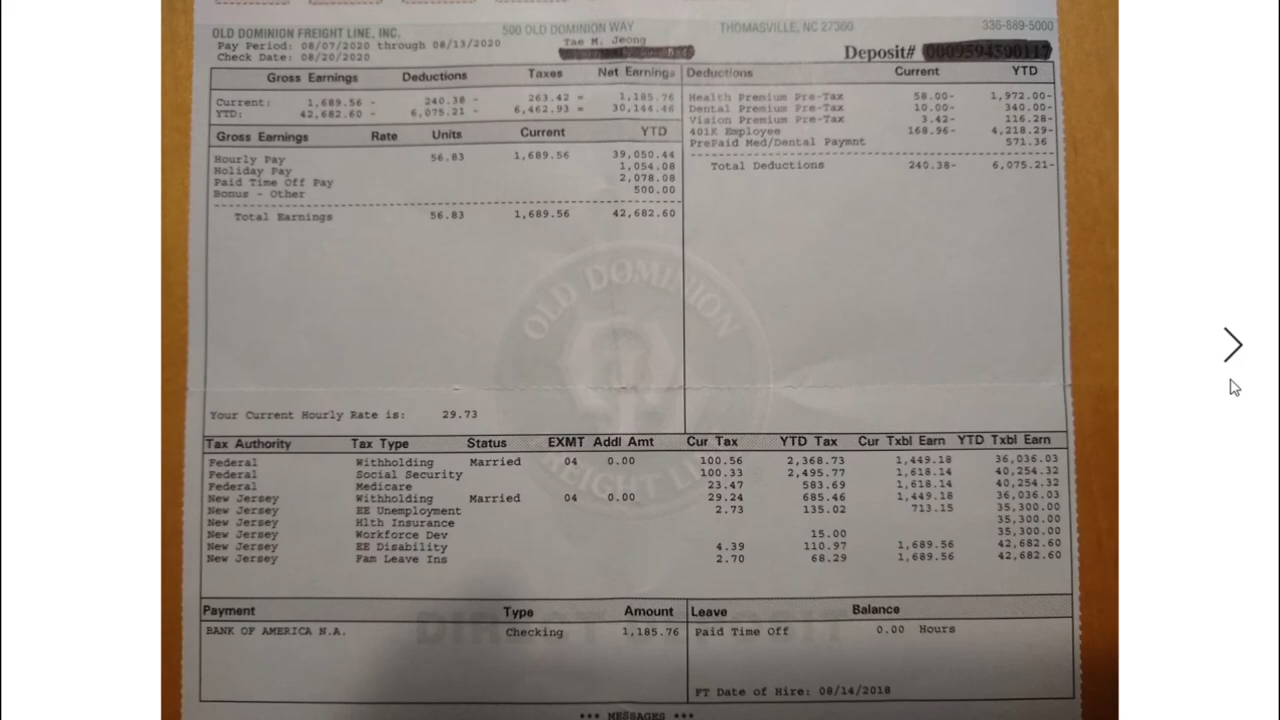 OLD DOMINION FREIGHT LINE, INC. 500 OLD DOMINION WAY THOMASVILLE, NC 27360 336-889-5000
Pay Period: 08/07/2020 through 08/13/2020 Tae M. Jeong
Check Date: 08/20/2020 Deposit#
Gross Earnings Deductions Taxes Net Earnings Deductions Current YTD
Current: 1,689.56 - 240.38 - 263.42 = 1,185.76
YTD: 42,682.60 - 6,075.21 - 6,462.93 = 30,144.46
Health Premium Pre-Tax 58.00- 1,972.00-
Dental Premium Pre-Tax 10.00- 340.00-
Vision Premium Pre-Tax 3.42- 116.28-
401K Employee 168.96- 4,218.29-
PrePaid Med/Dental Paymnt 571.36
Total Deductions 240.38- 6,075.21-
Gross Earnings Rate Units Current YTD
Hourly Pay 56.83 1,689.56 39,050.44
Holiday Pay 1,054.08
Paid Time Off Pay 2,078.08
Bonus - Other 500.00
Total Earnings 56.83 1,689.56 42,682.60
OLD DOMINION
FREIGHT LINE
Your Current Hourly Rate is: 29.73
Tax Authority Tax Type Status EXMT Addl Amt Cur Tax YTD Tax Cur Txbl Earn YTD Txbl Earn
Federal Withholding Married 04 0.00 100.56 2,368.73 1,449.18 36,036.03
Federal Social Security 100.33 2,495.77 1,618.14 40,254.32
Federal Medicare 23.47 583.69 1,618.14 40,254.32
New Jersey Withholding Married 04 0.00 29.24 685.46 1,449.18 36,036.03
New Jersey EE Unemployment 2.73 135.02 713.15 35,300.00
New Jersey Hlth Insurance 35,300.00
New Jersey Workforce Dev 15.00 35,300.00
New Jersey EE Disability 4.39 110.97 1,689.56 42,682.60
New Jersey Fam Leave Ins 2.70 68.29 1,689.56 42,682.60
Payment Type Amount Leave Balance
BANK OF AMERICA N.A. Checking 1,185.76 Paid Time Off 0.00 Hours
FT Date of Hire: 08/14/2018
*** MESSAGES ***